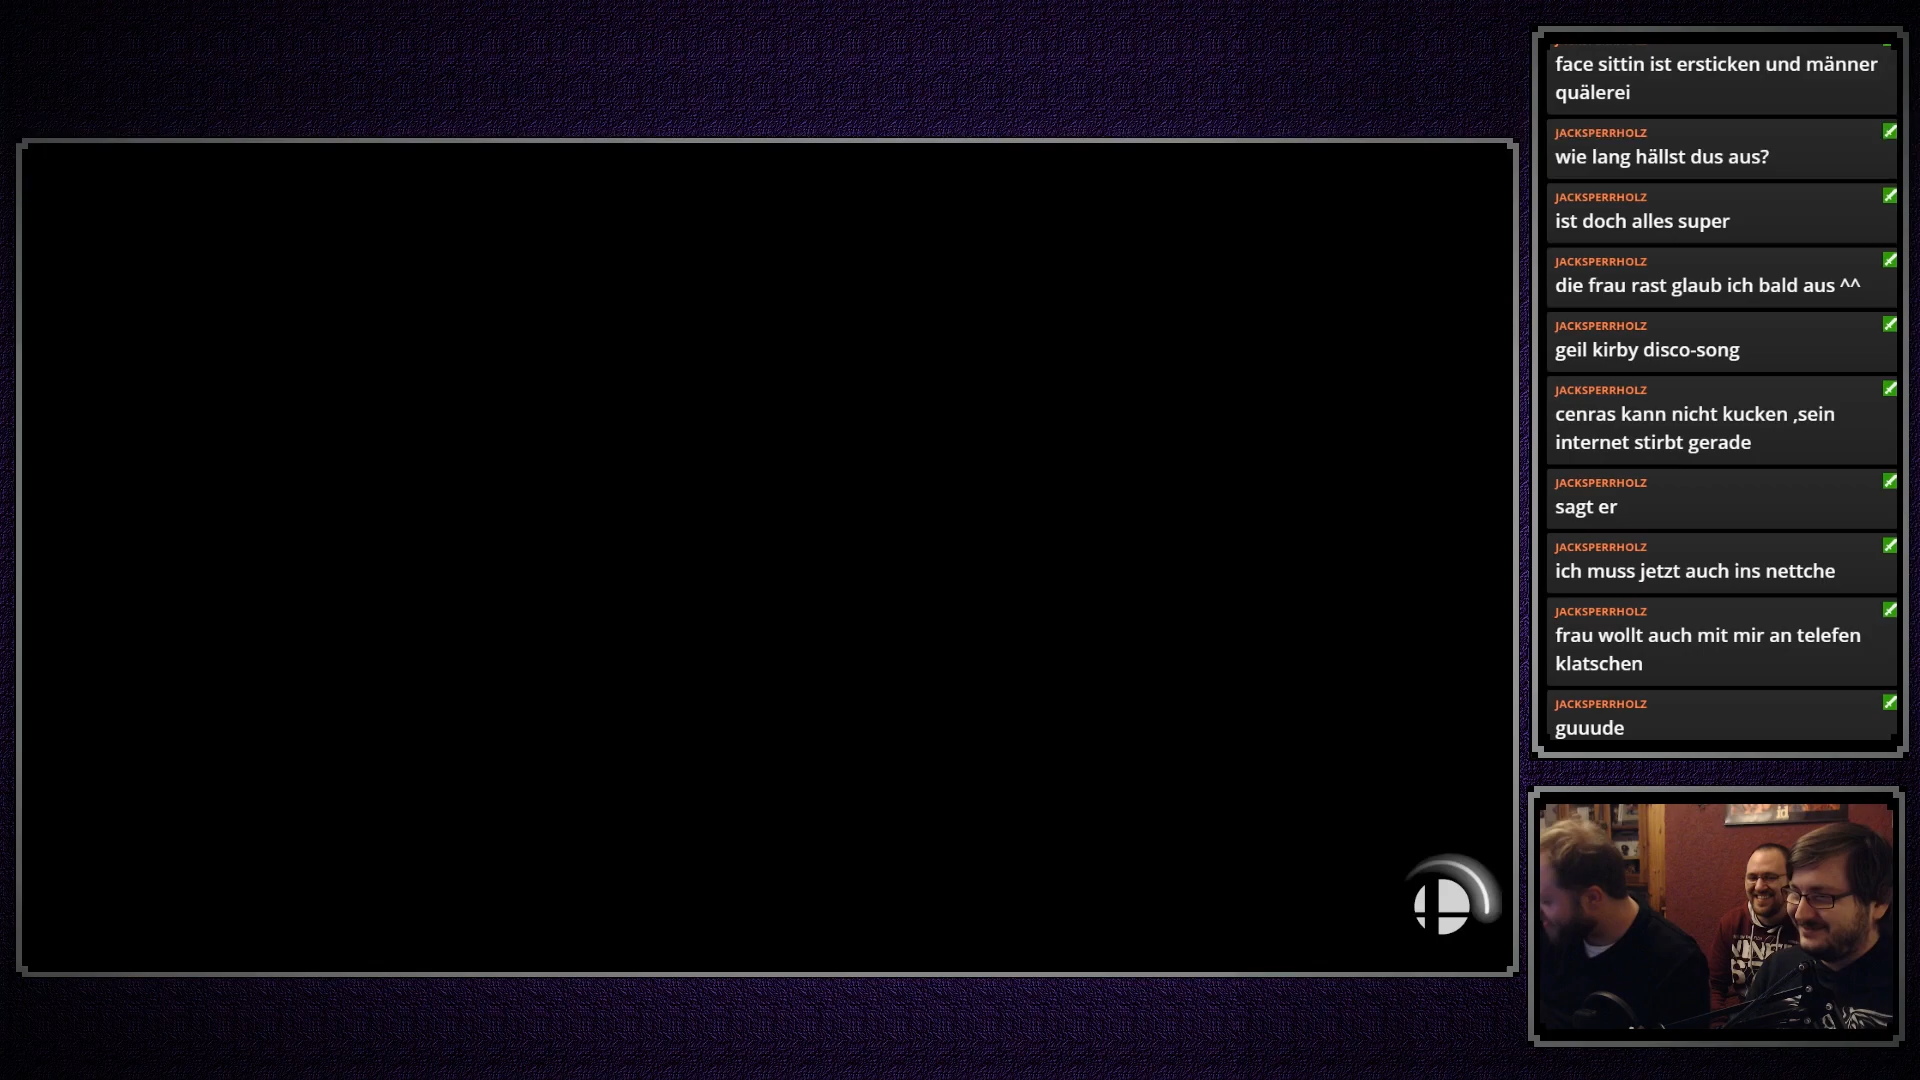 face sittin ist ersticken und männer
quälerei
JACKSPERRHOLZ
wie lang hällst dus aus?
JACKSPERRHOLZ
ist doch alles super
JACKSPERRHOLZ
die frau rast glaub ich bald aus ^^
JACKSPERRHOLZ
geil kirby disco-song
JACKSPERRHOLZ
cenras kann nicht kucken ,sein
internet stirbt gerade
JACKSPERRHOLZ
sagt er
JACKSPERRHOLZ
ich muss jetzt auch ins nettche
JACKSPERRHOLZ
frau wollt auch mit mir an telefen
klatschen
JACKSPERRHOLZ
guuude
id